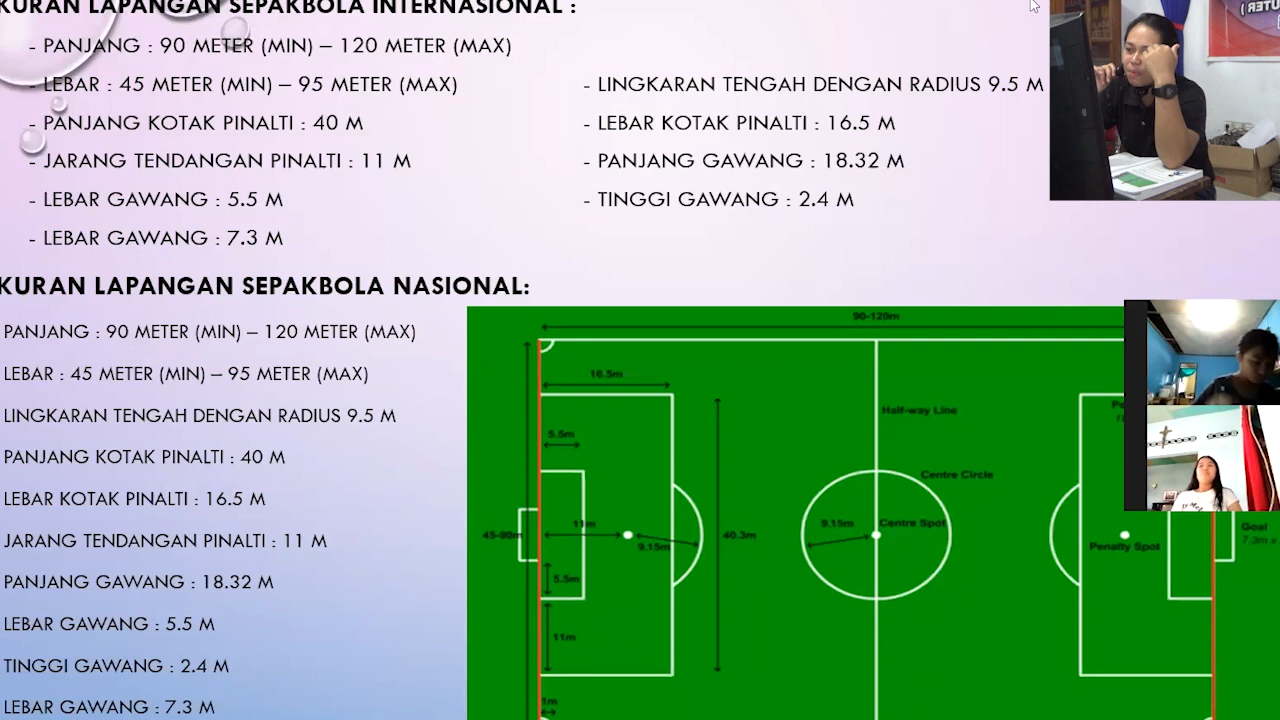 KURAN LAPANGAN SEPAKBOLA INTERNASIONAL :
- PANJANG : 90 METER (MIN) – 120 METER (MAX)
- LEBAR : 45 METER (MIN) – 95 METER (MAX)
- PANJANG KOTAK PINALTI : 40 M
- JARANG TENDANGAN PINALTI : 11 M
- LEBAR GAWANG : 5.5 M
- LEBAR GAWANG : 7.3 M
- LINGKARAN TENGAH DENGAN RADIUS 9.5 M
- LEBAR KOTAK PINALTI : 16.5 M
- PANJANG GAWANG : 18.32 M
- TINGGI GAWANG : 2.4 M
KURAN LAPANGAN SEPAKBOLA NASIONAL:
PANJANG : 90 METER (MIN) – 120 METER (MAX)
LEBAR : 45 METER (MIN) – 95 METER (MAX)
LINGKARAN TENGAH DENGAN RADIUS 9.5 M
PANJANG KOTAK PINALTI : 40 M
LEBAR KOTAK PINALTI : 16.5 M
JARANG TENDANGAN PINALTI : 11 M
PANJANG GAWANG : 18.32 M
LEBAR GAWANG : 5.5 M
TINGGI GAWANG : 2.4 M
LEBAR GAWANG : 7.3 M
90-120m
16.5m
Half-way Line
5.5m
Centre Circle
45-90m
11m
9.15m
40.3m
9.15m
Centre Spot
Penalty Spot
Goal
7.3m x
5.5m
11m
1m